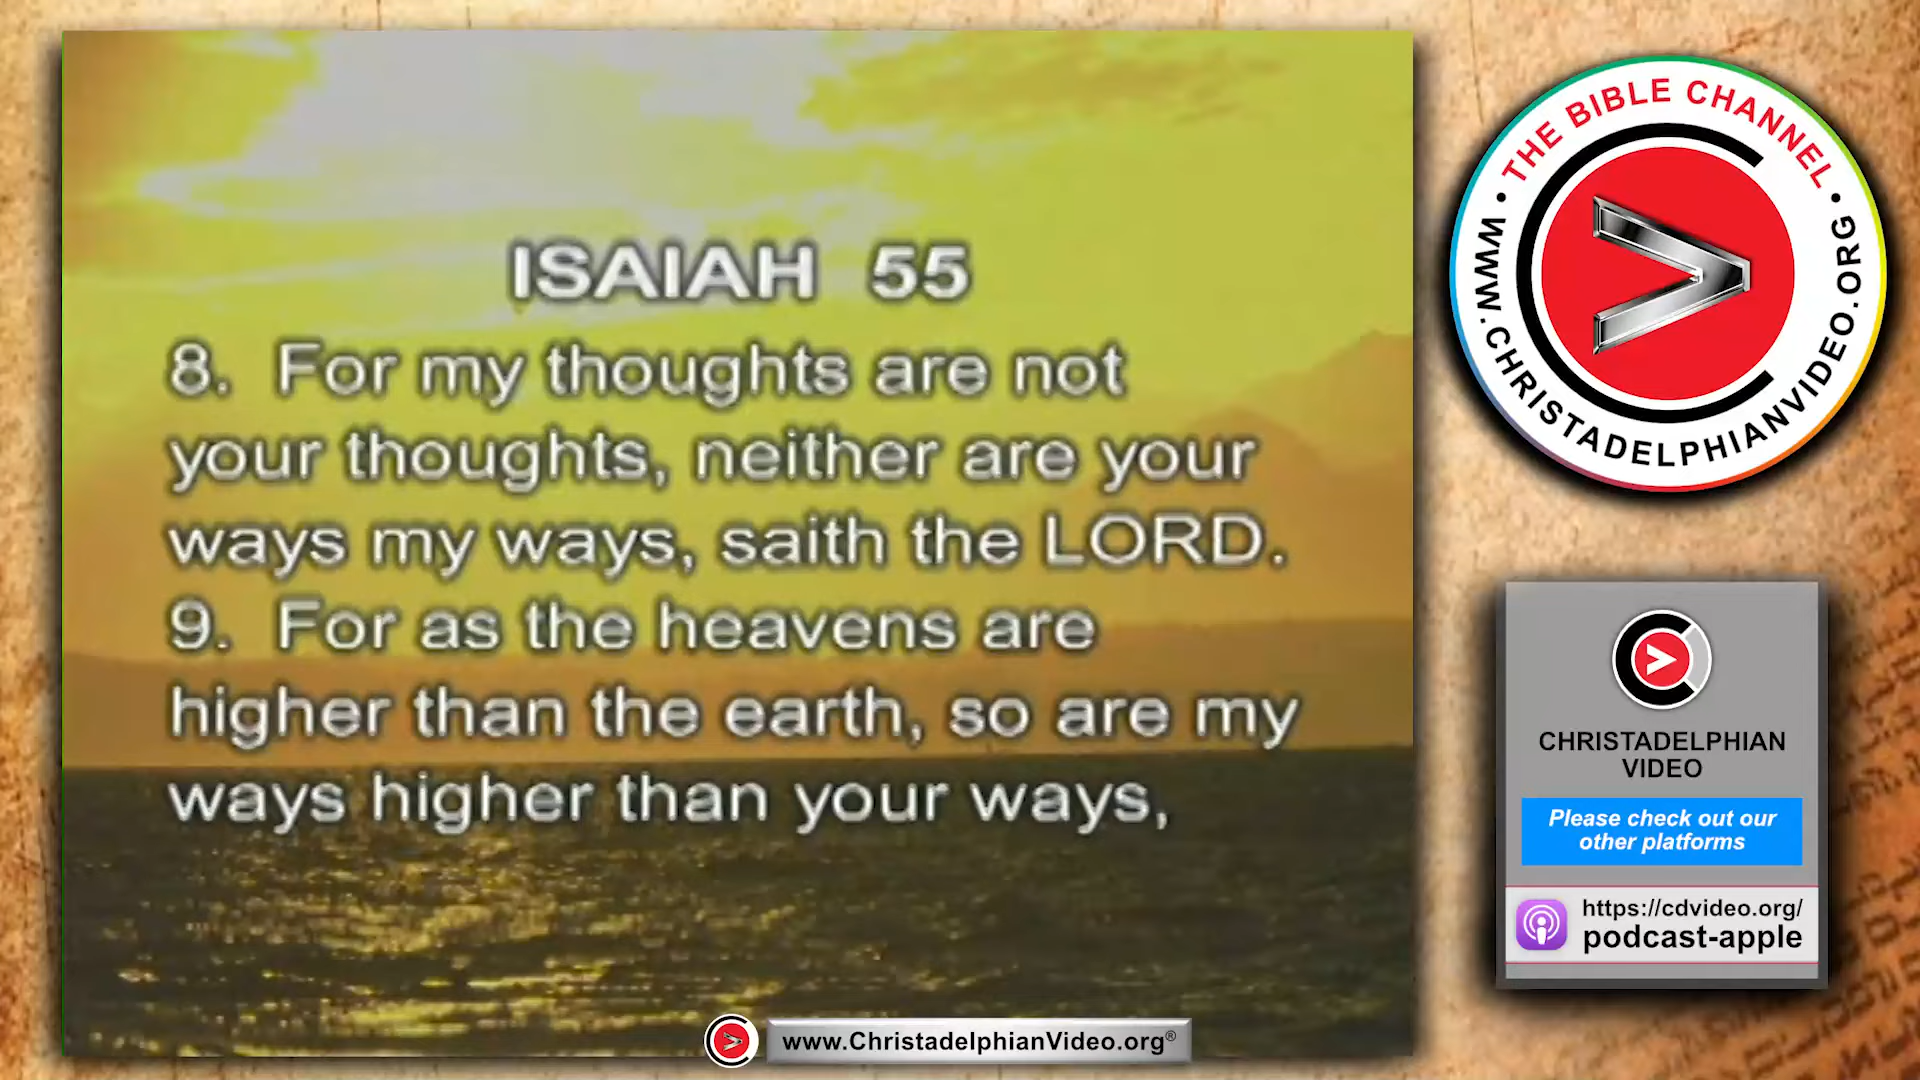 ISAIAH 55
8. For my thoughts are not
your thoughts, neither are your
ways my ways, saith the LORD.
9. For as the heavens are
higher than the earth, so are my
ways higher than your ways,
• THE BIBLE CHANNEL •
WWW.CHRISTADELPHIANVIDEO.ORG
CHRISTADELPHIAN
VIDEO
Please check out our
other platforms
https://cdvideo.org/
podcast-apple
www.ChristadelphianVideo.org®